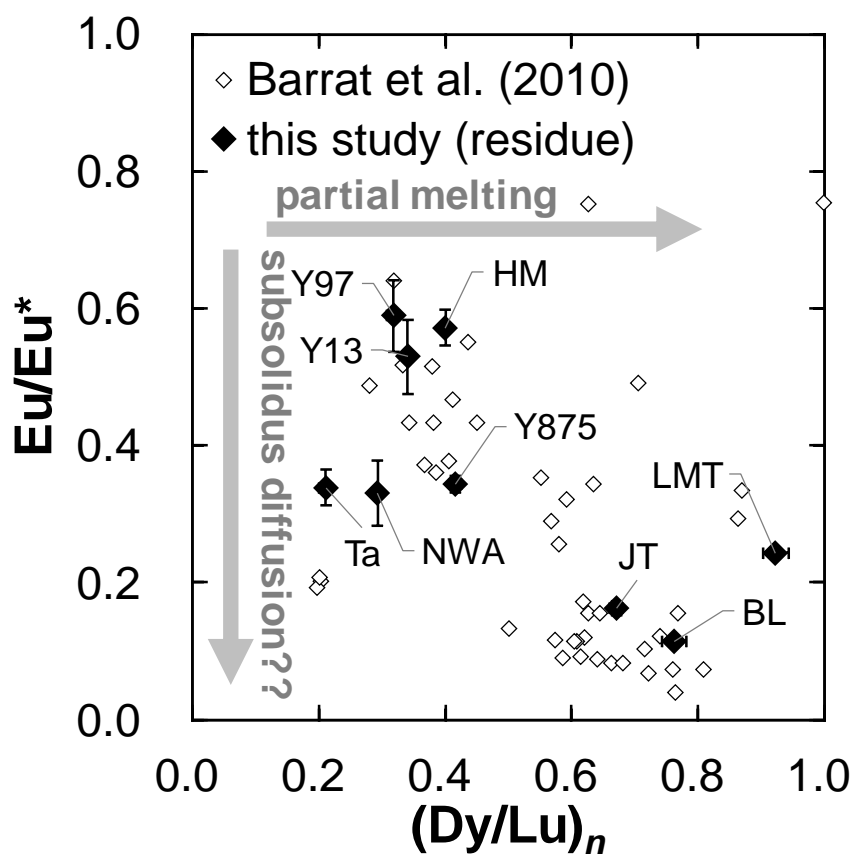 1.0
0.8
0.6
0.4
0.2
0.0
Eu/Eu*
Barrat et al. (2010)
this study (residue)
partial melting
subsolidus diffusion??
Y97
HM
Y13
Y875
LMT
Ta
NWA
JT
BL
0.0 0.2 0.4 0.6 0.8 1.0
(Dy/Lu)n